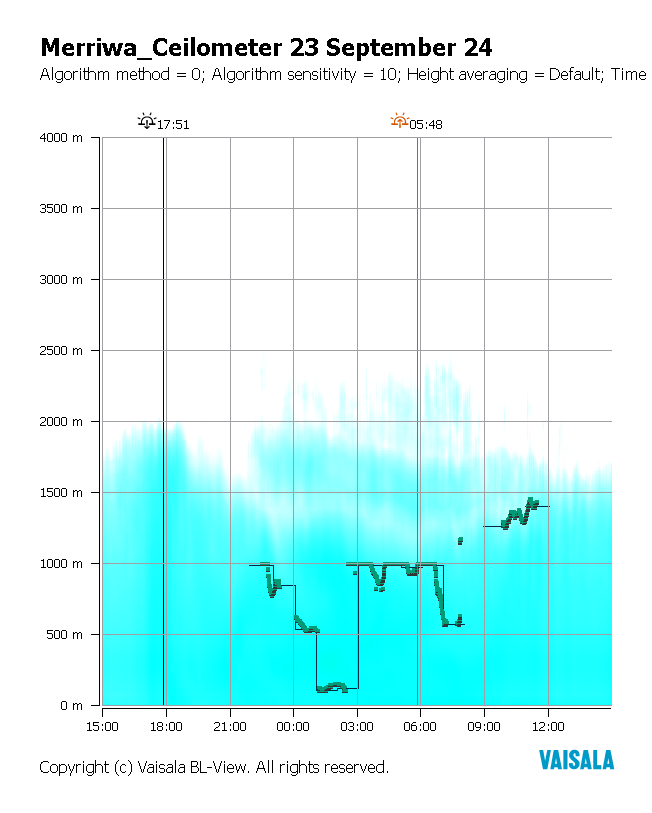 Merriwa_Ceilometer 23 September 24
Algorithm method = 0; Algorithm sensitivity = 10; Height averaging = Default; Time
17:51
05:48
4000 m
3500 m
3000 m
2500 m
2000 m
1500 m
1000 m
500 m
0 m
15:00 18:00 21:00 00:00 03:00 06:00 09:00 12:00
VAISALA
Copyright (c) Vaisala BL-View. All rights reserved.